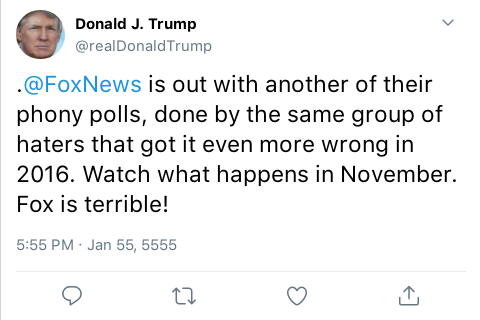 Donald J. Trump
@realDonaldTrump
.@FoxNews is out with another of their
phony polls, done by the same group of
haters that got it even more wrong in
2016. Watch what happens in November.
Fox is terrible!
5:55 PM · Jan 55, 5555